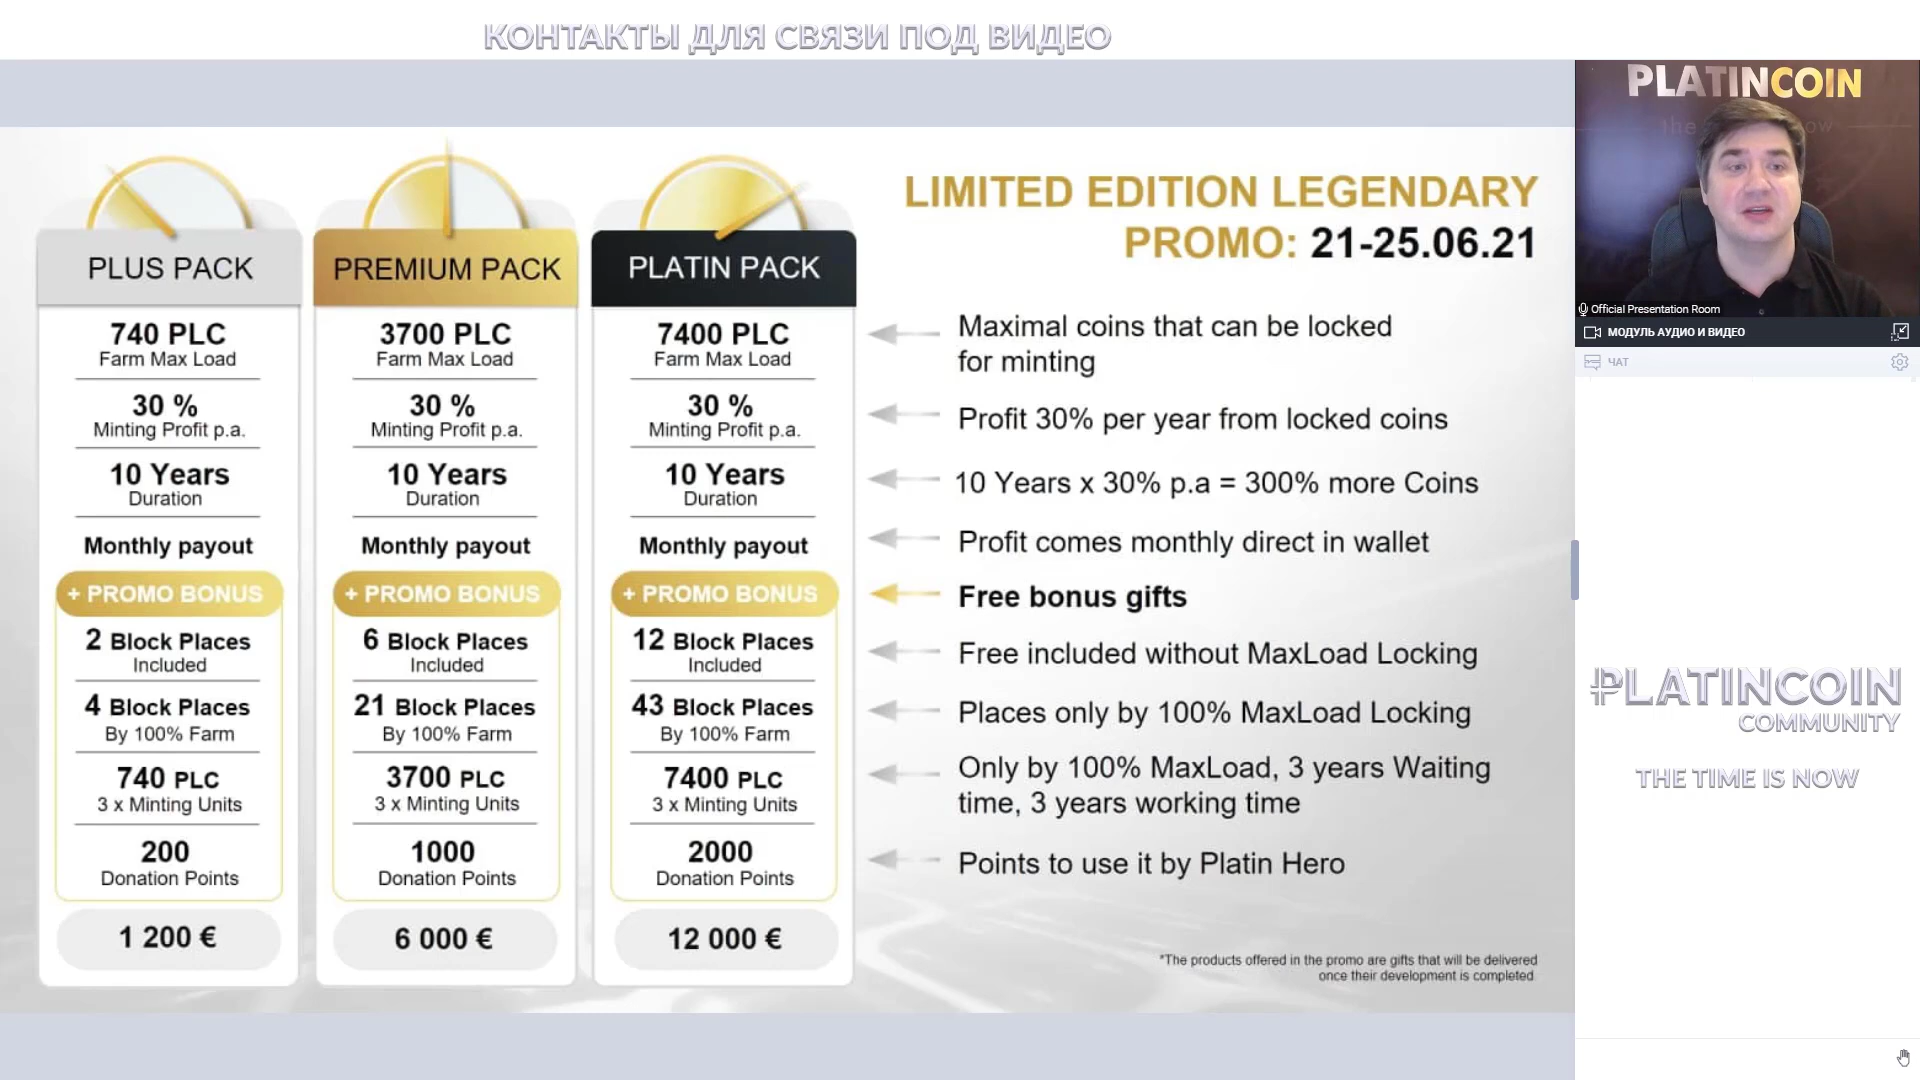 КОНТАКТЫ ДЛЯ СВЯЗИ ПОД ВИДЕО
PLUS PACK
740 PLC
Farm Max Load
30 %
Minting Profit p.a.
10 Years
Duration
Monthly payout
+ PROMO BONUS
2 Block Places
Included
4 Block Places
By 100% Farm
740 PLC
3 x Minting Units
200
Donation Points
1 200 €
PREMIUM PACK
3700 PLC
Farm Max Load
30 %
Minting Profit p.a.
10 Years
Duration
Monthly payout
+ PROMO BONUS
6 Block Places
Included
21 Block Places
By 100% Farm
3700 PLC
3 x Minting Units
1000
Donation Points
6 000 €
PLATIN PACK
7400 PLC
Farm Max Load
30 %
Minting Profit p.a.
10 Years
Duration
Monthly payout
+ PROMO BONUS
12 Block Places
Included
43 Block Places
By 100% Farm
7400 PLC
3 x Minting Units
2000
Donation Points
12 000 €
LIMITED EDITION LEGENDARY
PROMO: 21-25.06.21
Maximal coins that can be locked
for minting
Profit 30% per year from locked coins
10 Years x 30% p.a = 300% more Coins
Profit comes monthly direct in wallet
Free bonus gifts
Free included without MaxLoad Locking
Places only by 100% MaxLoad Locking
Only by 100% MaxLoad, 3 years Waiting
time, 3 years working time
Points to use it by Platin Hero
*The products offered in the promo are gifts that will be delivered
once their development is completed
PLATINCOIN
the ow
Official Presentation Room
МОДУЛЬ АУДИО И ВИДЕО
ЧАТ
PLATINCOIN
COMMUNITY
THE TIME IS NOW